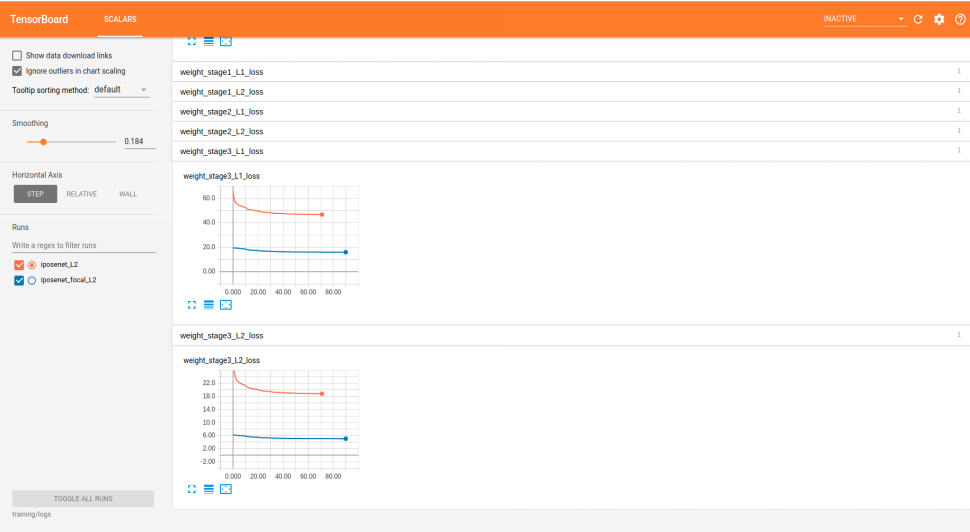 TensorBoard
SCALARS
INACTIVE
Show data download links
Ignore outliers in chart scaling
Tooltip sorting method: default
Smoothing
0.184
Horizontal Axis
STEP RELATIVE WALL
Runs
Write a regex to filter runs
iposenet_L2
iposenet_focal_L2
TOGGLE ALL RUNS
training/logs
weight_stage1_L1_loss 1
weight_stage1_L2_loss 1
weight_stage2_L1_loss 1
weight_stage2_L2_loss 1
weight_stage3_L1_loss 1
weight_stage3_L1_loss
60.0
40.0
20.0
0.00
0.000 20.00 40.00 60.00 80.00
weight_stage3_L2_loss 1
weight_stage3_L2_loss
22.0
18.0
14.0
10.0
6.00
2.00
-2.00
0.000 20.00 40.00 60.00 80.00